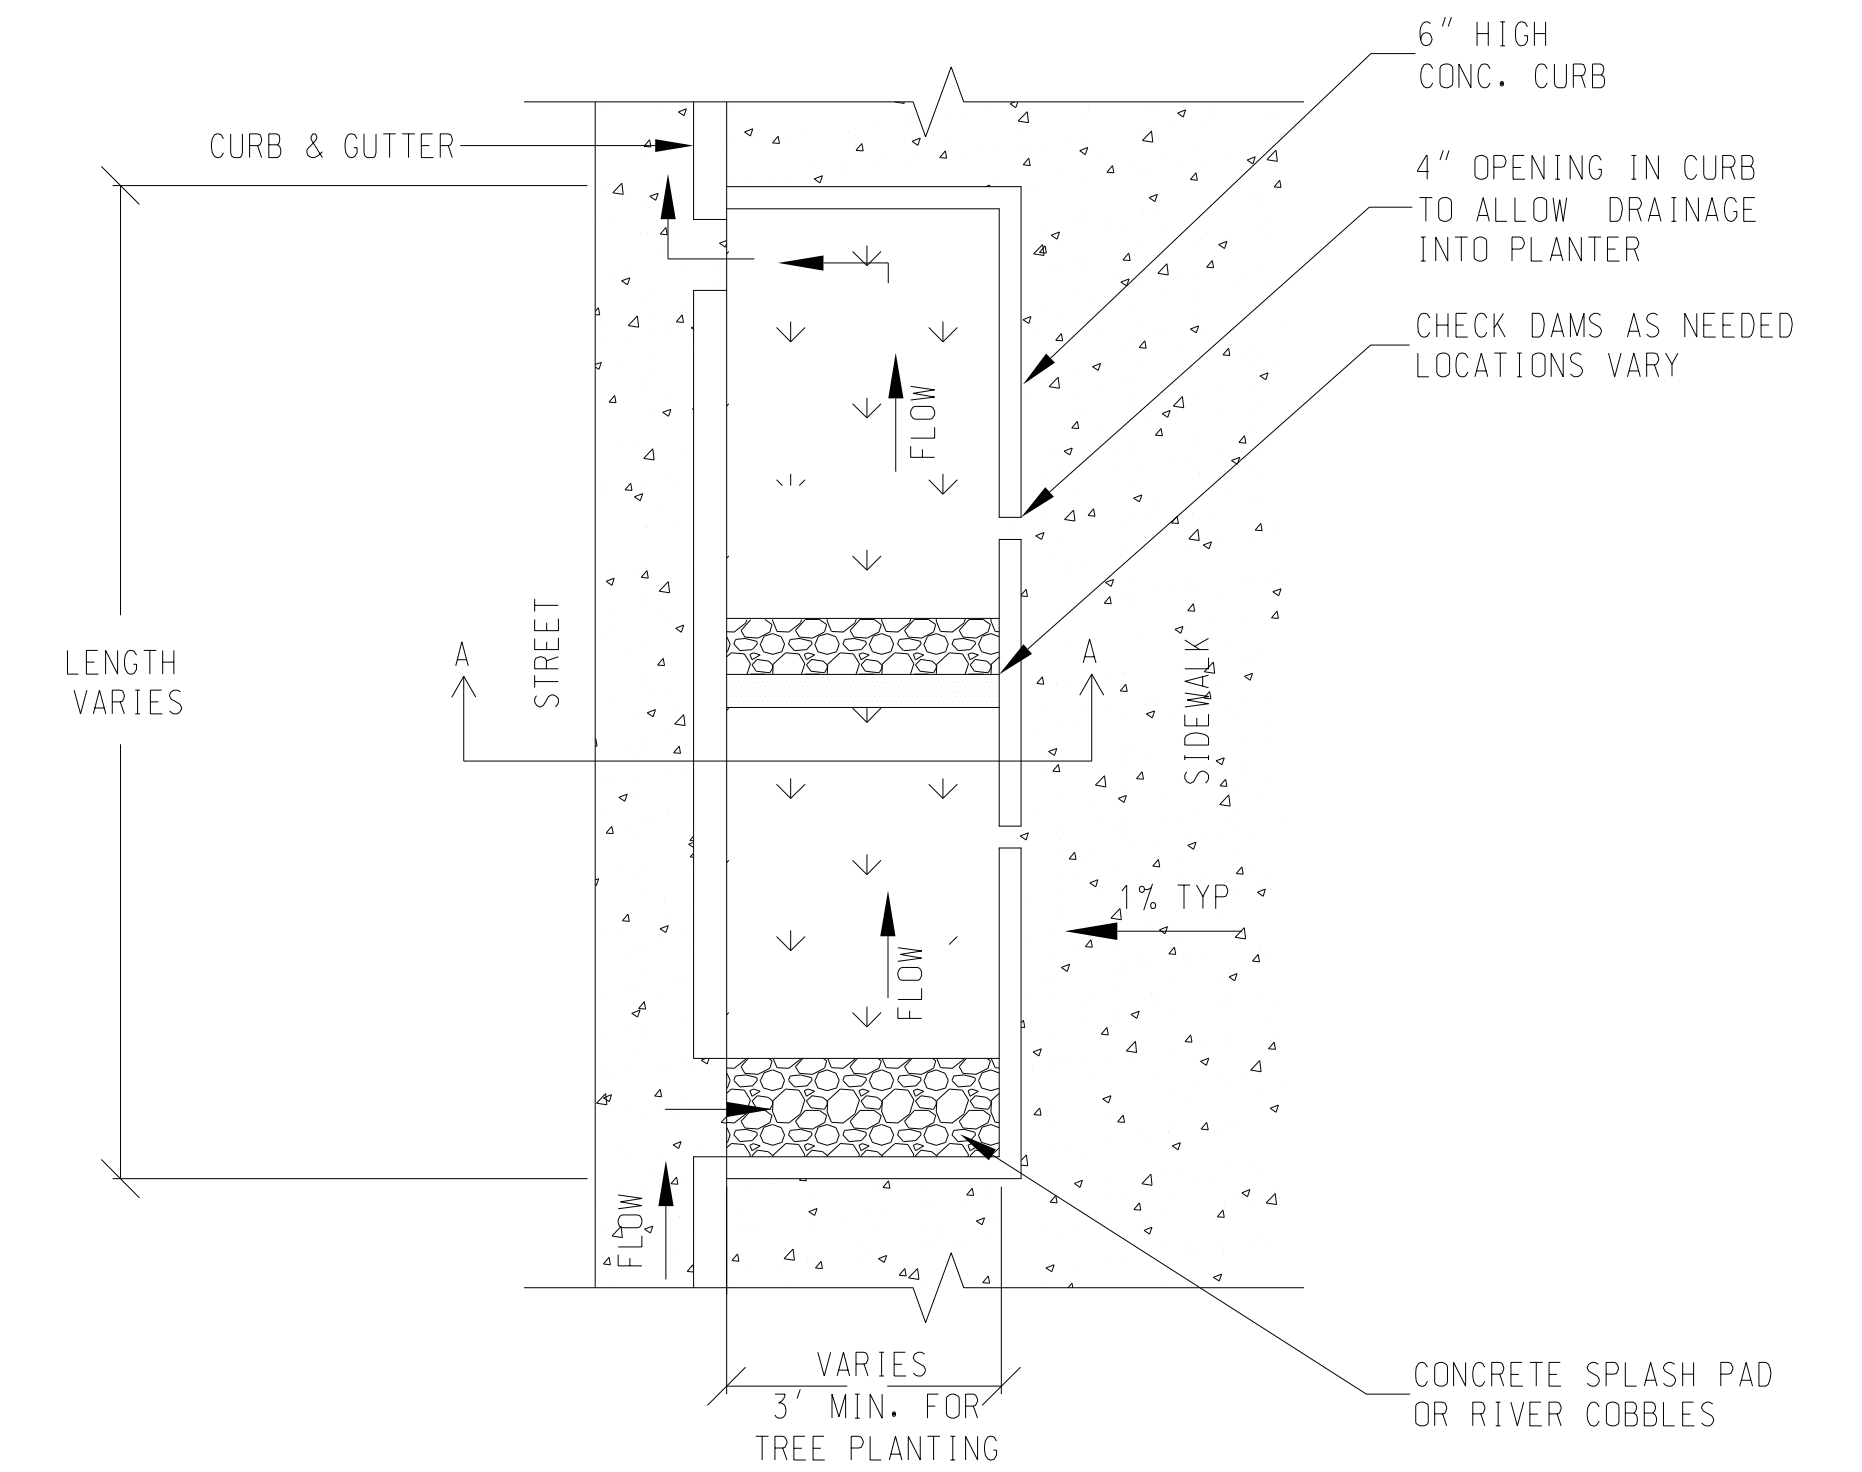 6" HIGH
CONC. CURB
CURB & GUTTER
4" OPENING IN CURB
TO ALLOW DRAINAGE
INTO PLANTER
CHECK DAMS AS NEEDED
LOCATIONS VARY
FLOW
STREET
A
A
SIDEWALK
LENGTH
VARIES
1% TYP
FLOW
FLOW
VARIES
3' MIN. FOR
TREE PLANTING
CONCRETE SPLASH PAD
OR RIVER COBBLES